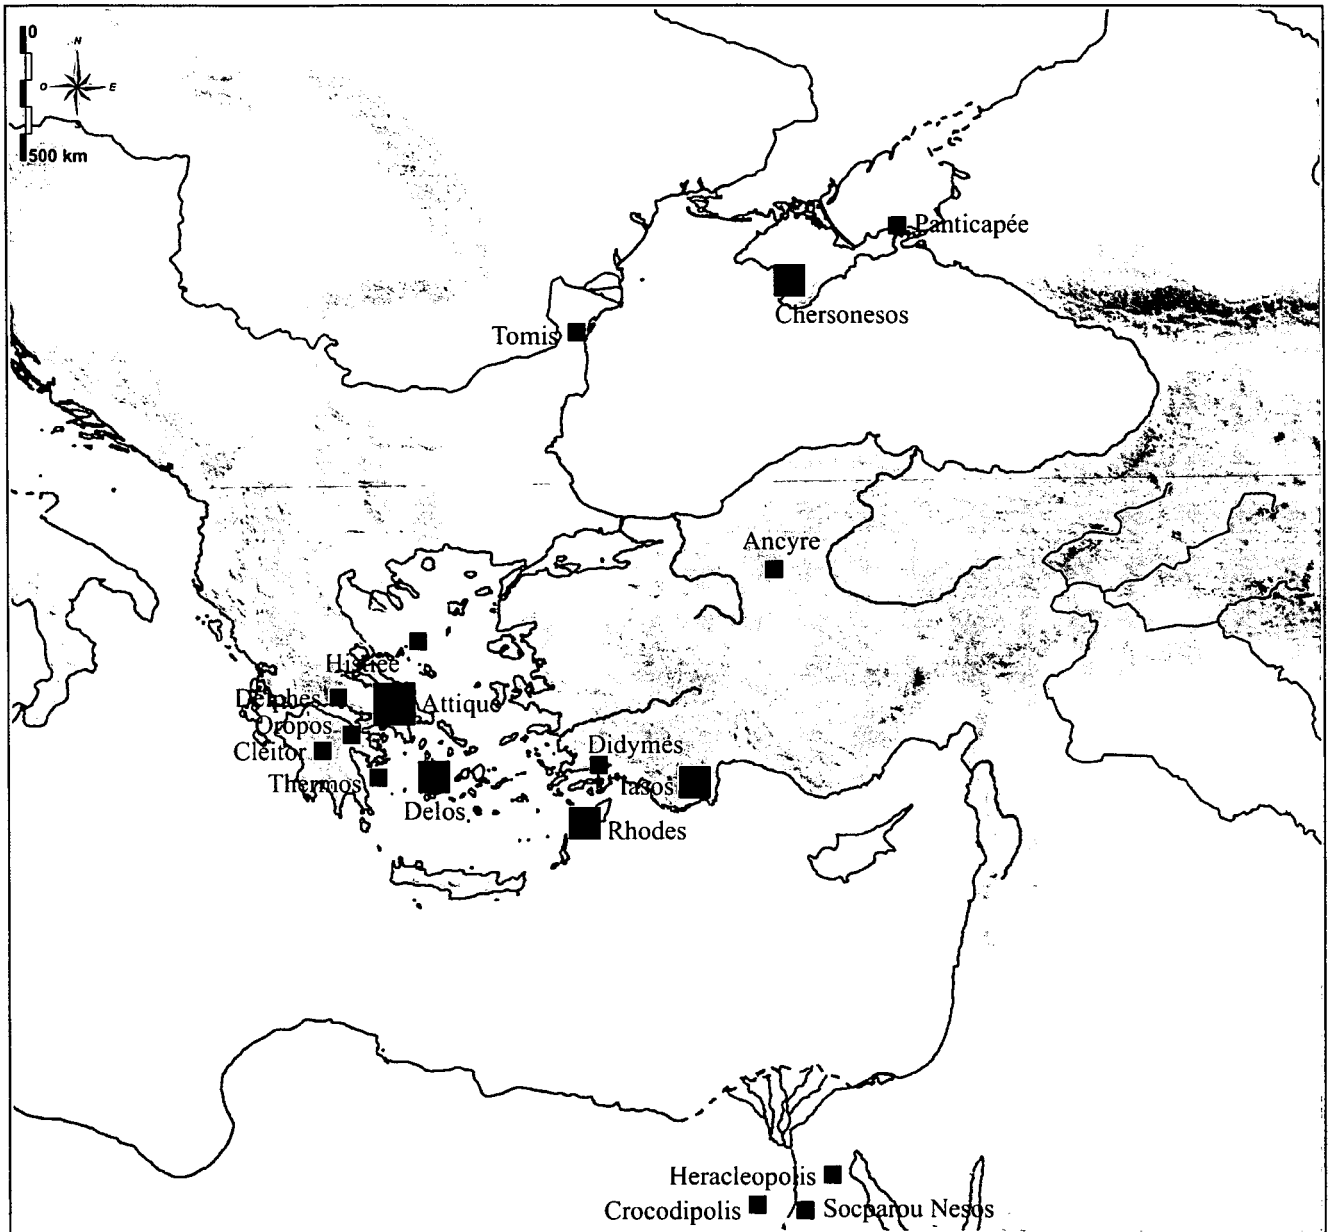 0
N
O
E
500 km
Panticapée
Chersonesos
Tomis
Ancyre
Histiée
Delphes
Attique
Oropos
Cleitor
Didymes
Thermos
Iasos
Delos
Rhodes
Heracleopolis
Crocodipolis
Socparou Nesos